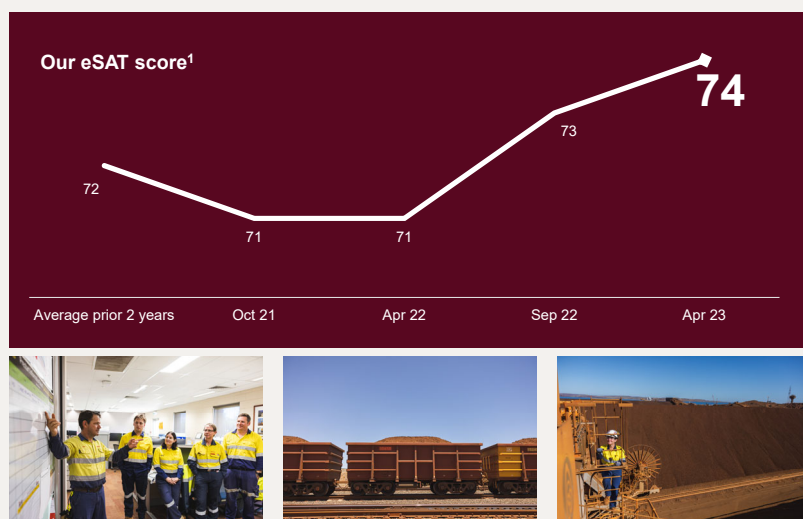 Our eSAT score¹
74
73
72
71
71
Average prior 2 years
Oct 21
Apr 22
Sep 22
Apr 23